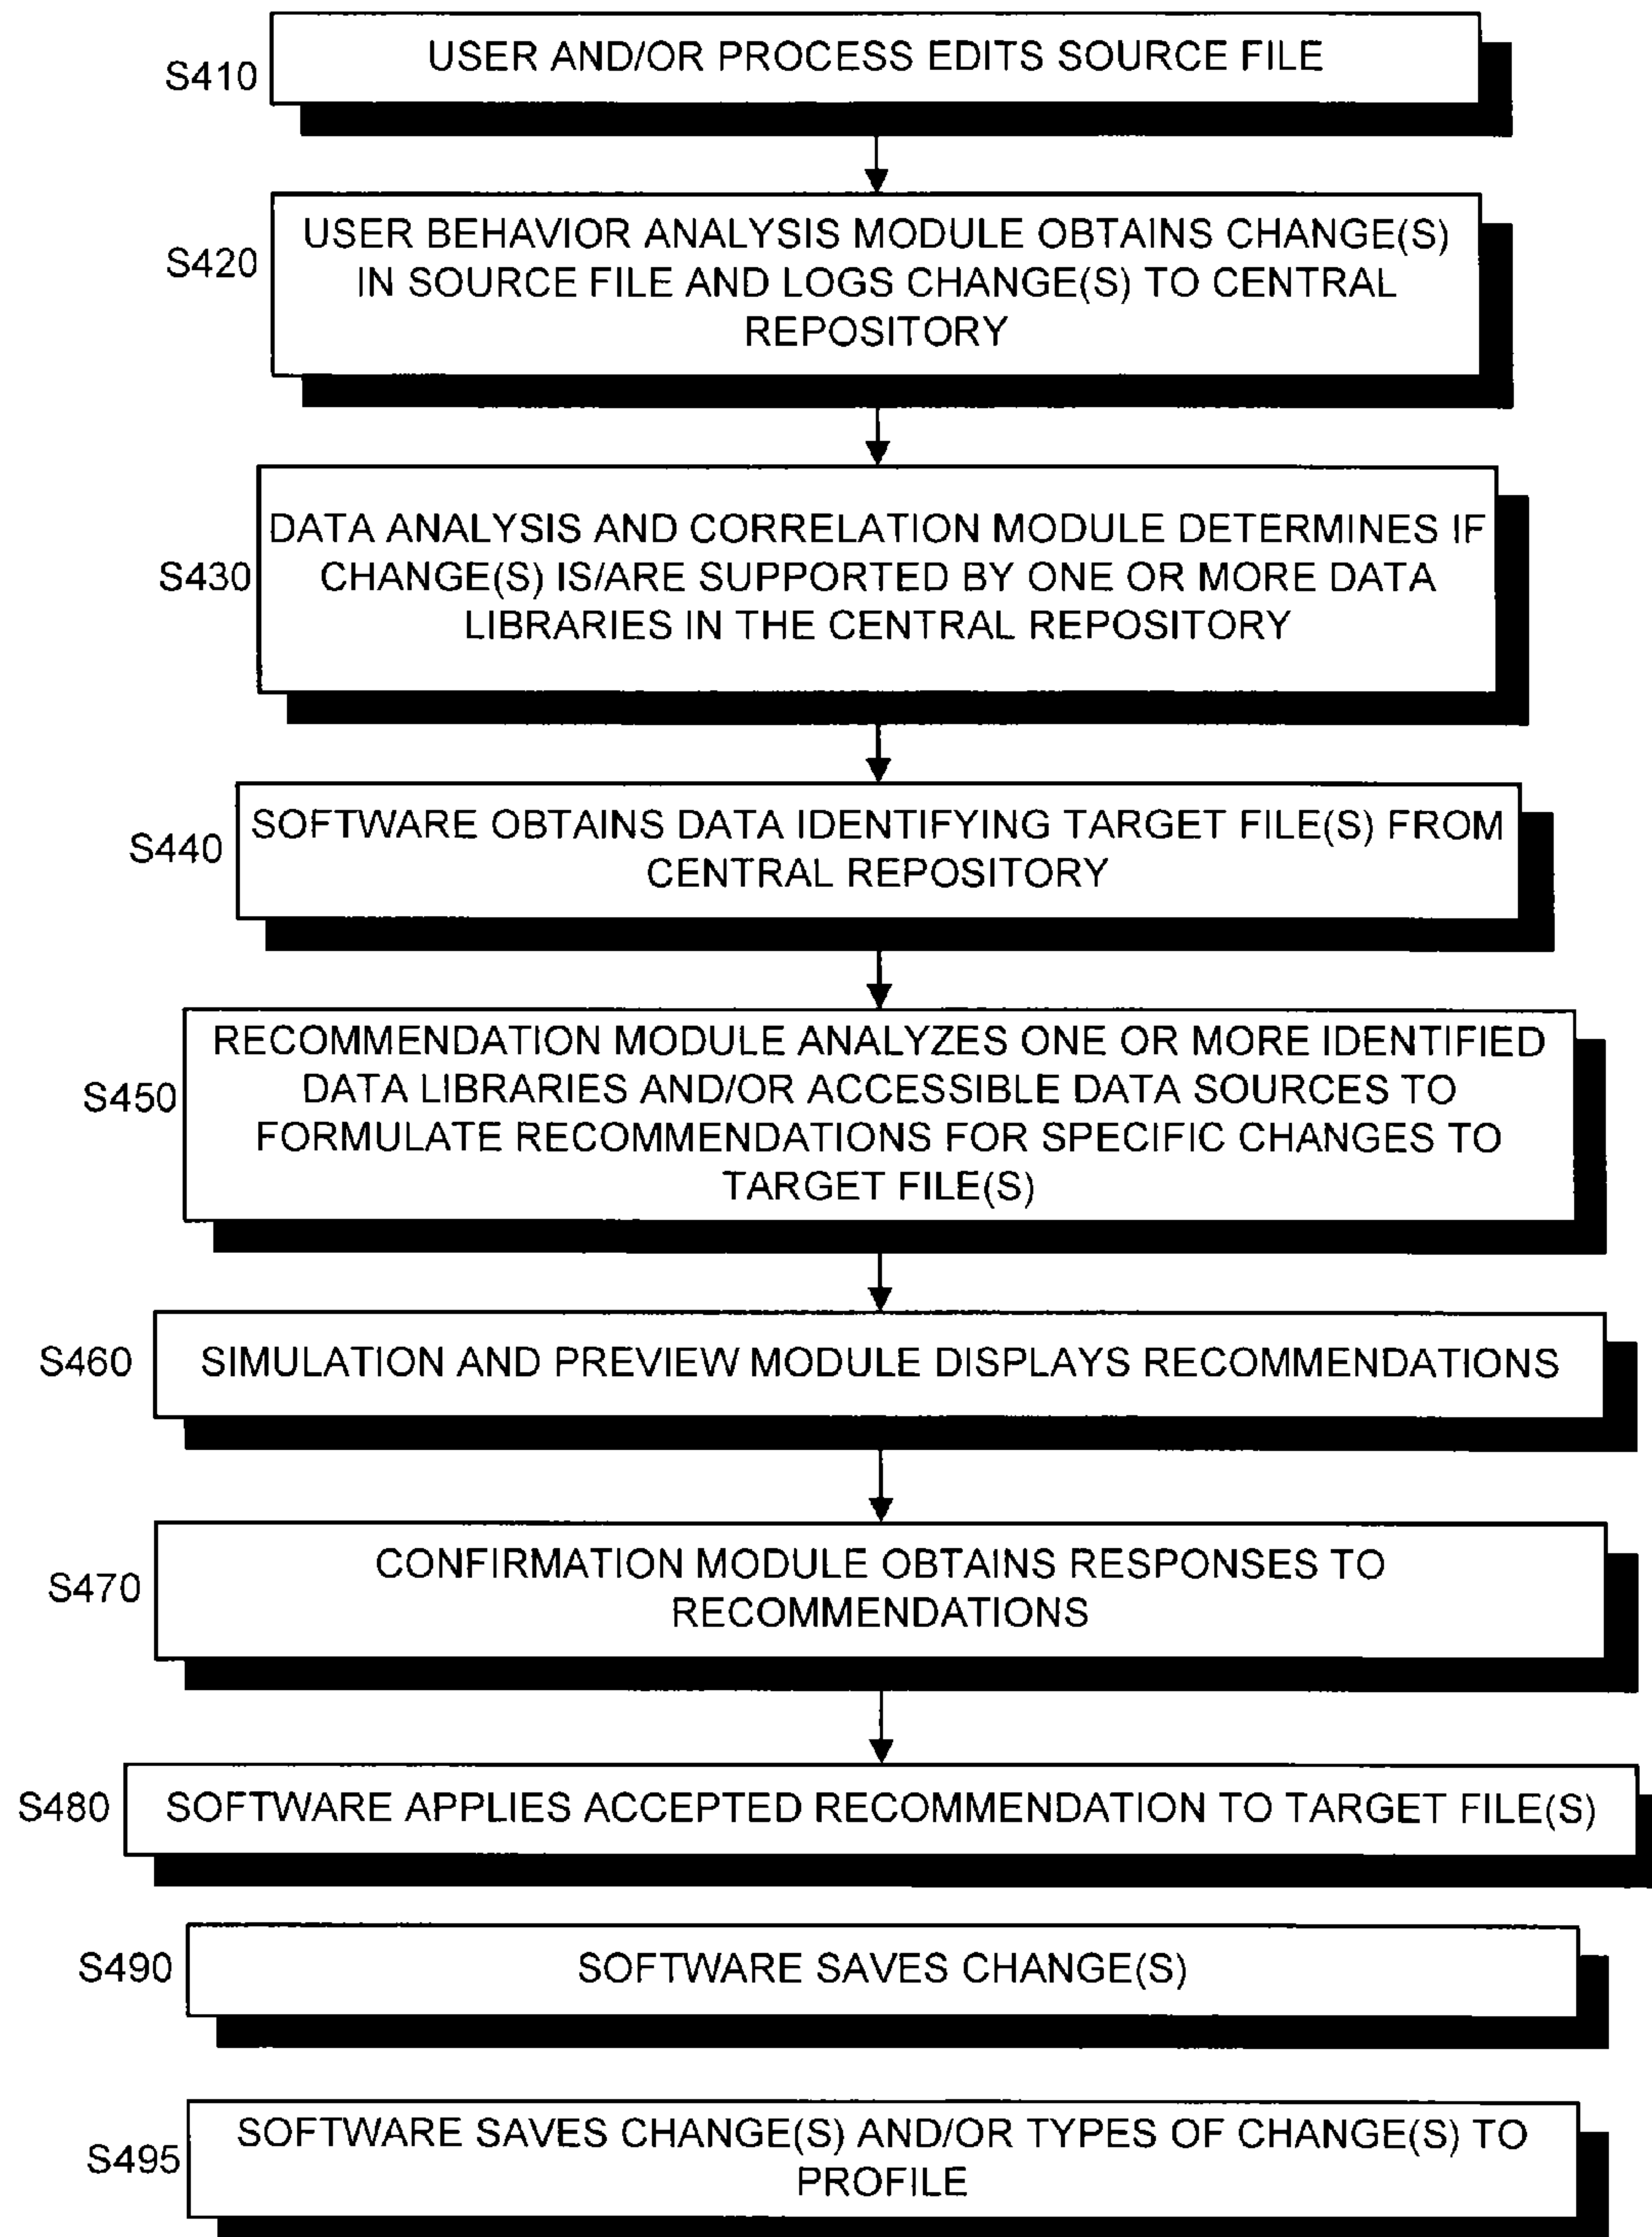 S410
USER AND/OR PROCESS EDITS SOURCE FILE
S420
USER BEHAVIOR ANALYSIS MODULE OBTAINS CHANGE(S)
IN SOURCE FILE AND LOGS CHANGE(S) TO CENTRAL
REPOSITORY
S430
DATA ANALYSIS AND CORRELATION MODULE DETERMINES IF
CHANGE(S) IS/ARE SUPPORTED BY ONE OR MORE DATA
LIBRARIES IN THE CENTRAL REPOSITORY
S440
SOFTWARE OBTAINS DATA IDENTIFYING TARGET FILE(S) FROM
CENTRAL REPOSITORY
S450
RECOMMENDATION MODULE ANALYZES ONE OR MORE IDENTIFIED
DATA LIBRARIES AND/OR ACCESSIBLE DATA SOURCES TO
FORMULATE RECOMMENDATIONS FOR SPECIFIC CHANGES TO
TARGET FILE(S)
S460
SIMULATION AND PREVIEW MODULE DISPLAYS RECOMMENDATIONS
S470
CONFIRMATION MODULE OBTAINS RESPONSES TO
RECOMMENDATIONS
S480
SOFTWARE APPLIES ACCEPTED RECOMMENDATION TO TARGET FILE(S)
S490
SOFTWARE SAVES CHANGE(S)
S495
SOFTWARE SAVES CHANGE(S) AND/OR TYPES OF CHANGE(S) TO
PROFILE